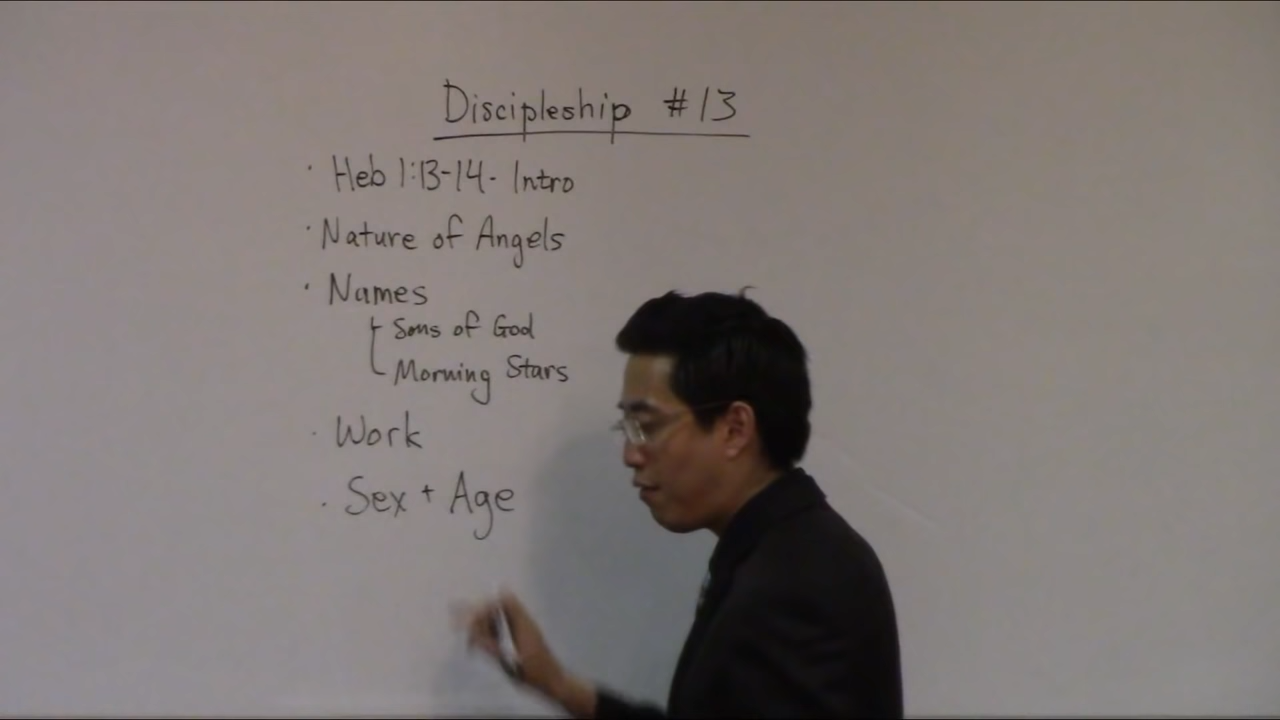 Discipleship #13
· Heb 1:13-14- Intro
· Nature of Angels
· Names
Sons of God
Morning Stars
· Work
· Sex + Age